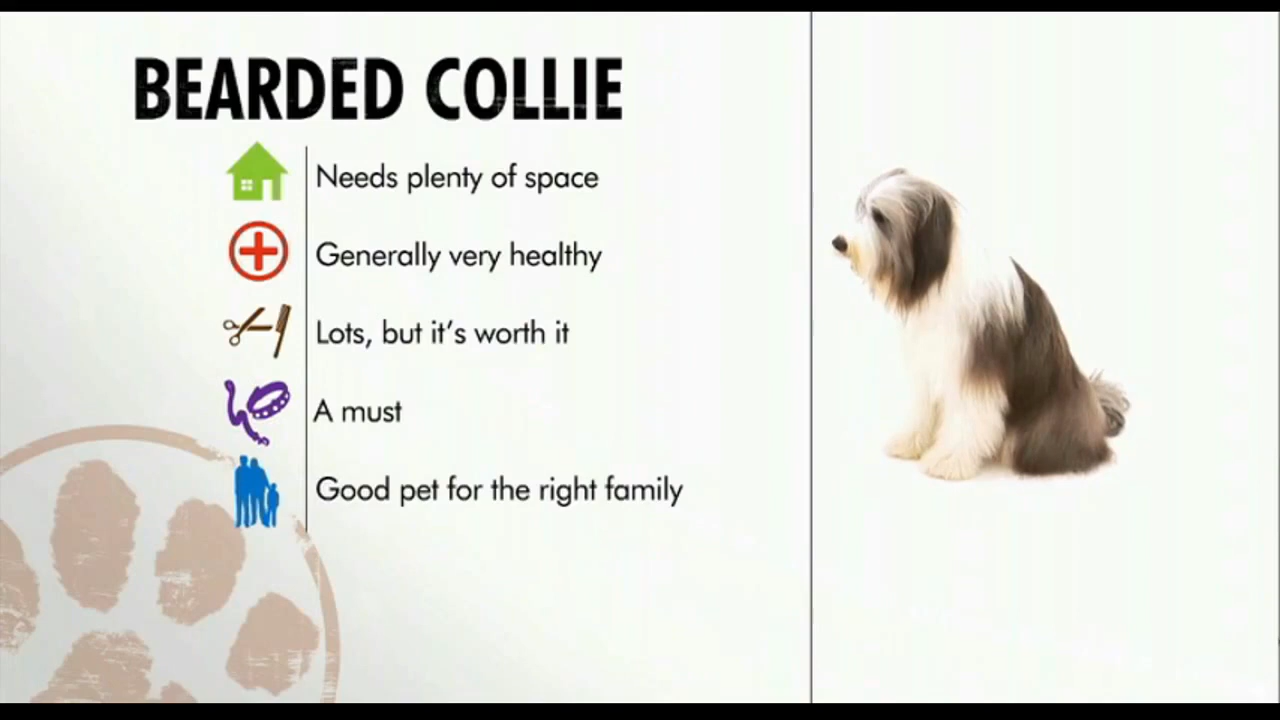 BEARDED COLLIE
Needs plenty of space
Generally very healthy
Lots, but it's worth it
A must
Good pet for the right family